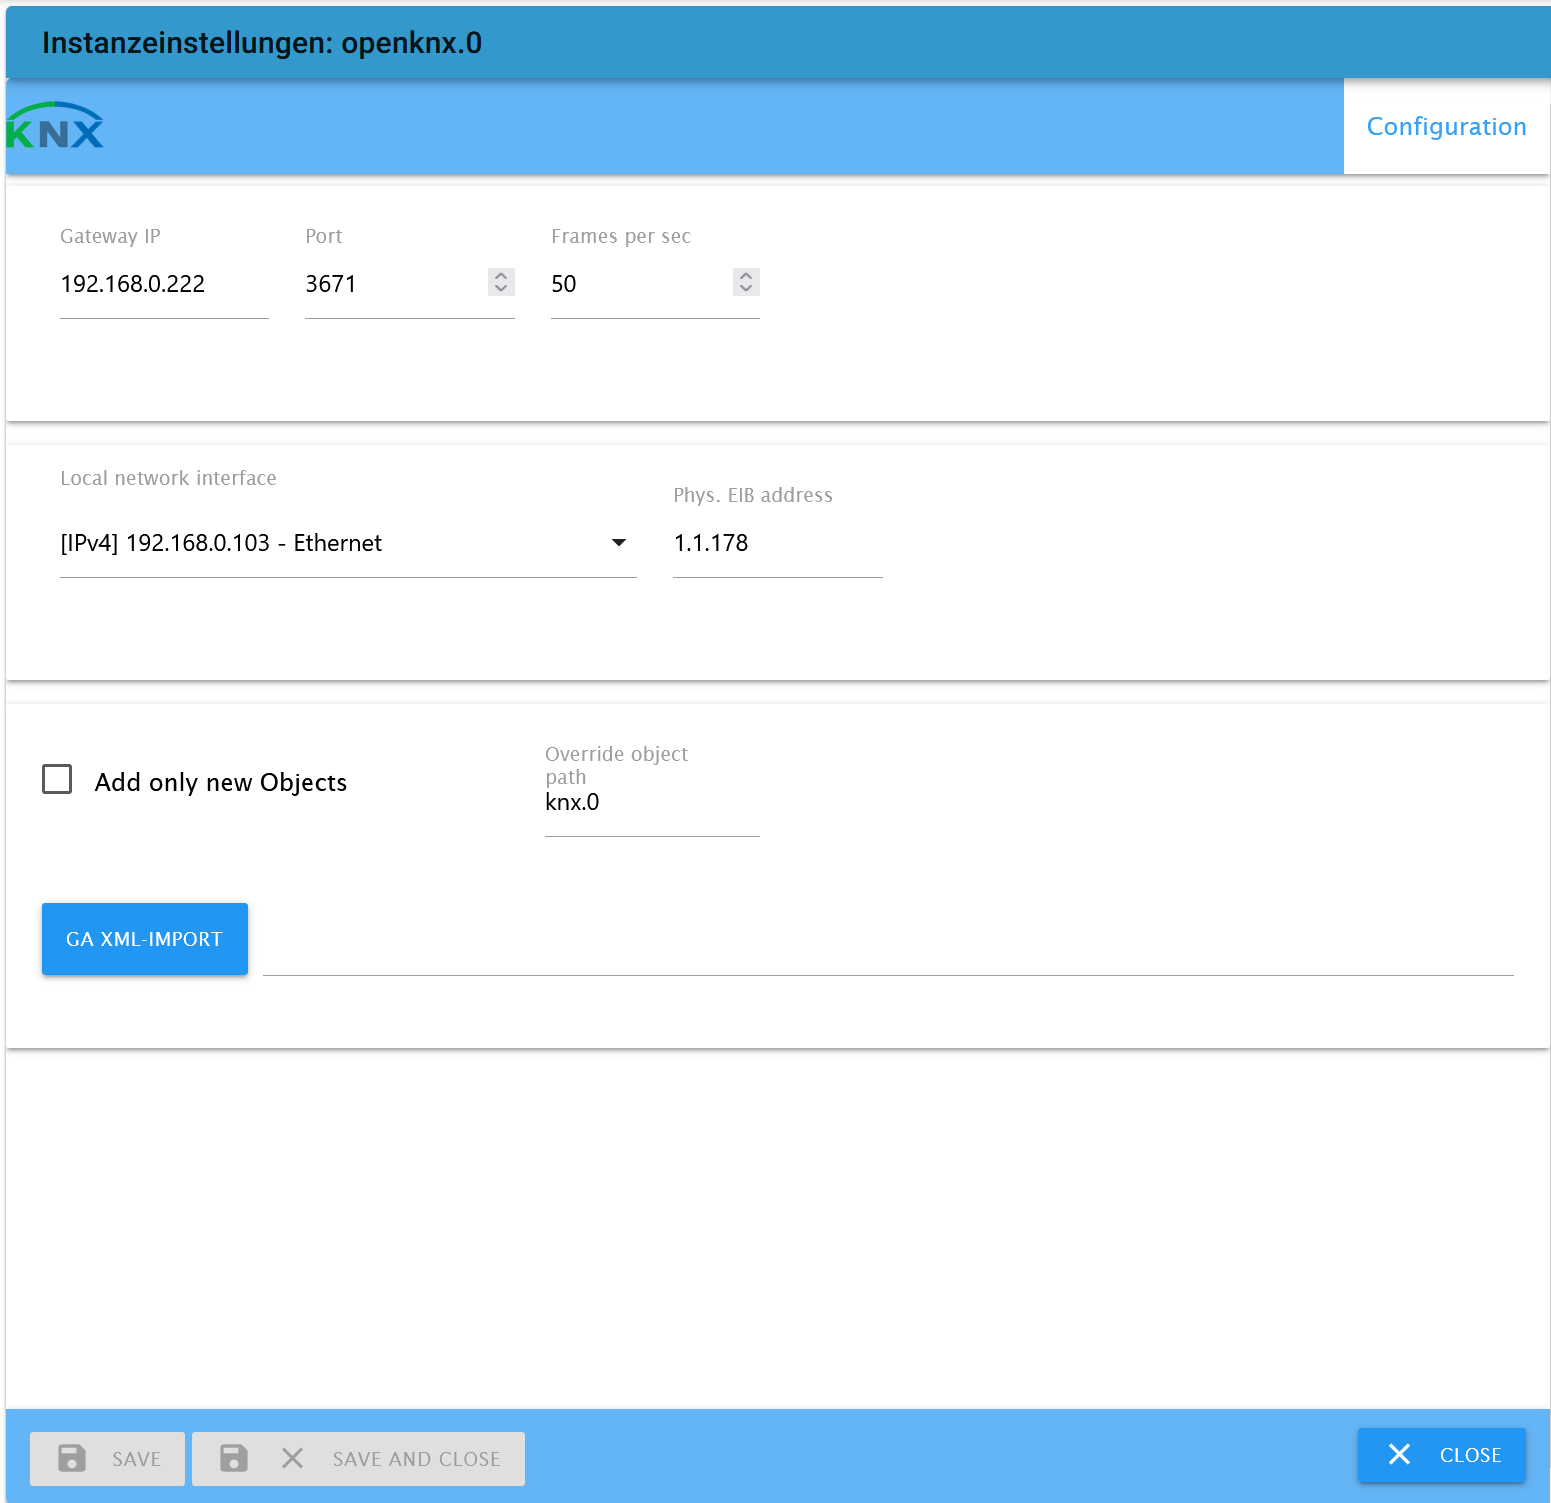 Instanzeinstellungen: openknx.0
KNX
Configuration
Gateway IP
Port
Frames per sec
192.168.0.222
3671
50
Local network interface
Phys. EIB address
[IPv4] 192.168.0.103 - Ethernet
1.1.178
Add only new Objects
Override object
path
knx.0
GA XML-IMPORT
SAVE
SAVE AND CLOSE
CLOSE